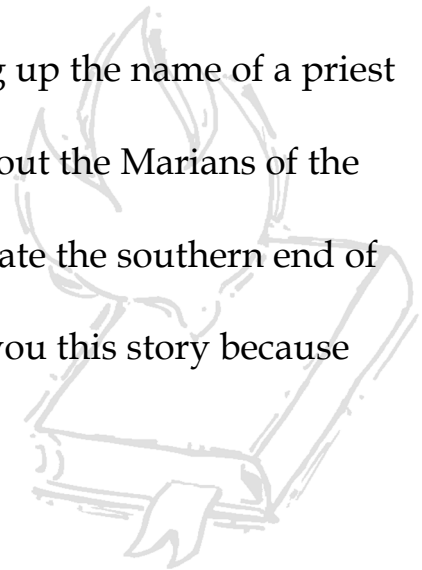 up the name of a priest
out the Marians of the
ate the southern end of
you this story because